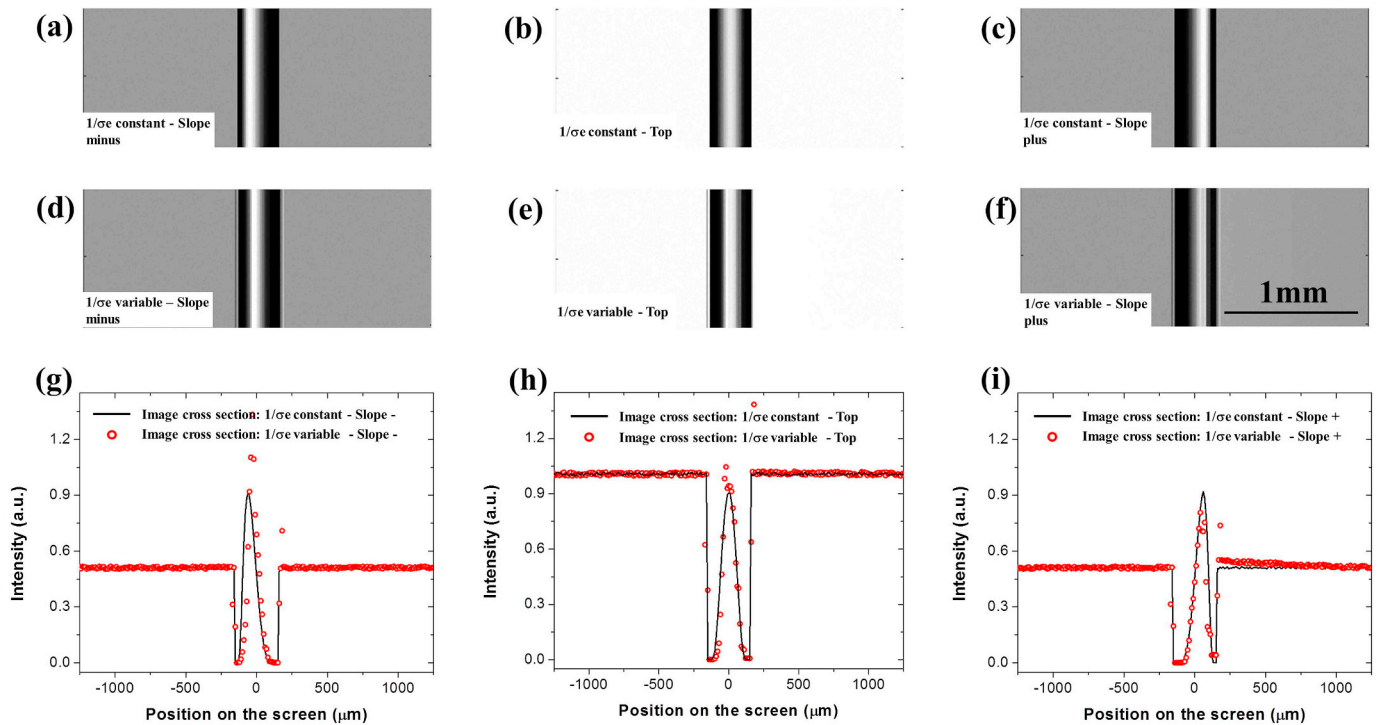 (a)
(b)
(c)
1/σe constant - Slope
minus
1/σe constant - Top
1/σe constant - Slope
plus
(d)
(e)
(f)
1/σe variable – Slope
minus
1/σe variable - Top
1/σe variable - Slope
plus
1mm
(g)
(h)
(i)
Image cross section: 1/σe constant - Slope -
Image cross section: 1/σe variable - Slope -
1.2
0.9
0.6
0.3
0.0
Intensity (a.u.)
-1000 -500 0 500 1000
Position on the screen (μm)
Image cross section: 1/σe constant - Top
Image cross section: 1/σe variable - Top
1.2
0.9
0.6
0.3
0.0
Intensity (a.u.)
-1000 -500 0 500 1000
Position on the screen (μm)
Image cross section: 1/σe constant - Slope +
Image cross section: 1/σe variable - Slope +
1.2
0.9
0.6
0.3
0.0
Intensity (a.u.)
-1000 -500 0 500 1000
Position on the screen (μm)